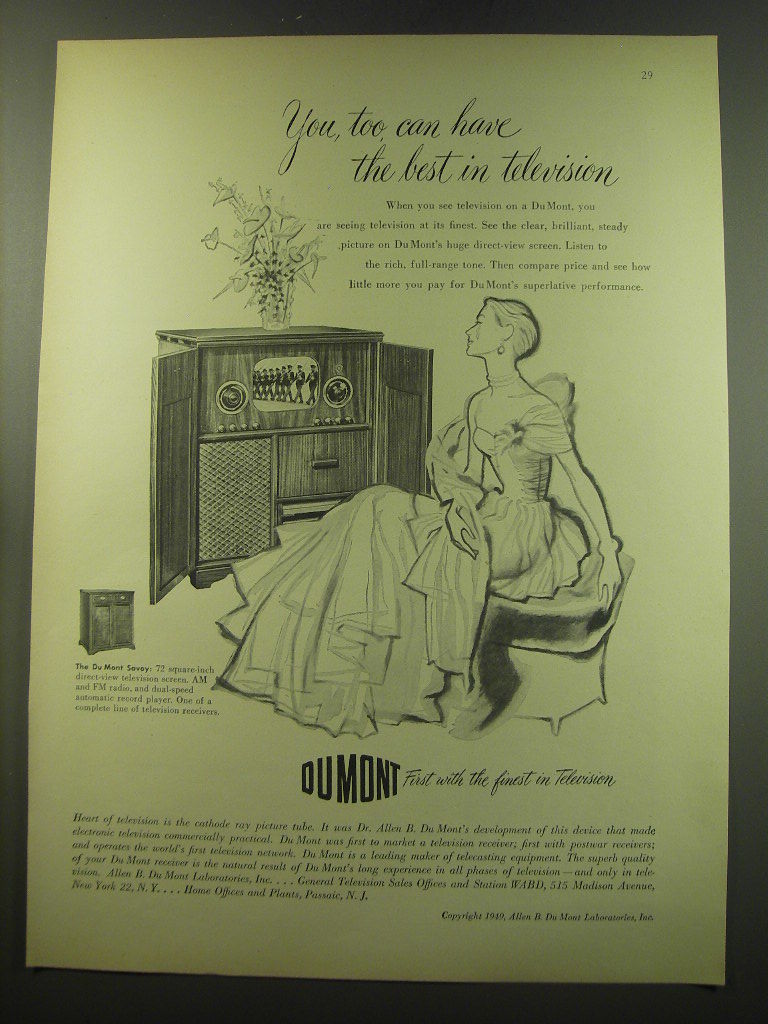 29
You, too, can have
the best in television
When you see television on a Du Mont, you
are seeing television at its finest. See the clear, brilliant, steady
picture on Du Mont's huge direct-view screen. Listen to
the rich, full-range tone. Then compare price and see how
little more you pay for Du Mont's superlative performance.
The Du Mont Savoy: 72 square-inch
direct-view television screen. AM
and FM radio, and dual-speed
automatic record player. One of a
complete line of television receivers.
DUMONT First with the finest in Television
Heart of television is the cathode ray picture tube. It was Dr. Allen B. Du Mont's development of this device that made
electronic television commercially practical. Du Mont was first to market a television receiver; first with postwar receivers;
and operates the world's first television network. Du Mont is a leading maker of telecasting equipment. The superb quality
of your Du Mont receiver is the natural result of Du Mont's long experience in all phases of television—and only in tele-
vision. Allen B. Du Mont Laboratories, Inc. . . . General Television Sales Offices and Station WABD, 515 Madison Avenue,
New York 22, N. Y. . . . Home Offices and Plants, Passaic, N. J.
Copyright 1949, Allen B. Du Mont Laboratories, Inc.